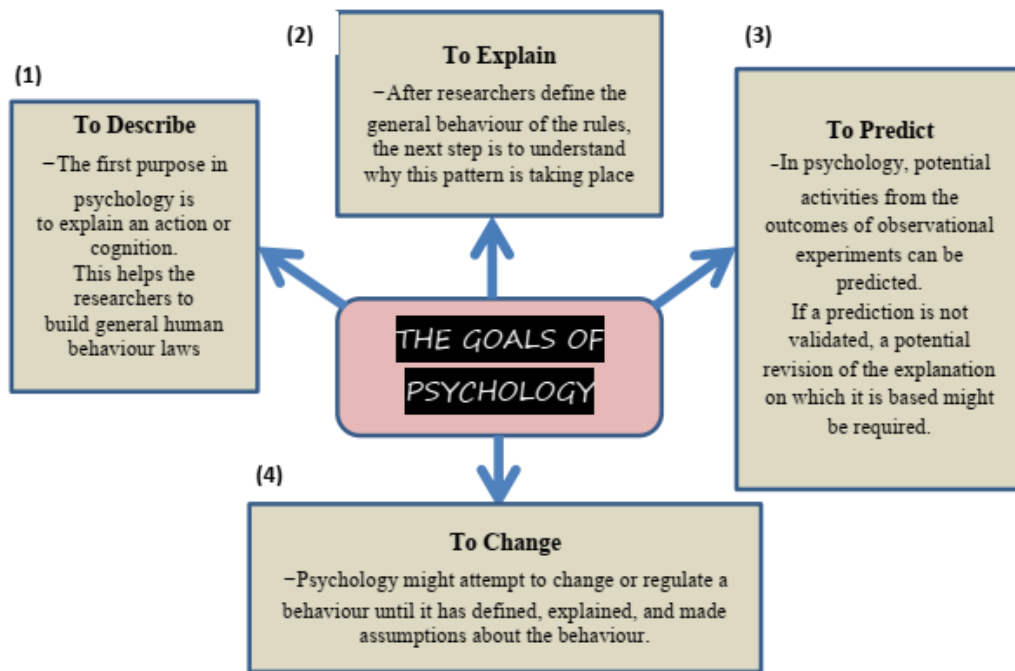 (1)
To Describe
–The first purpose in
psychology is
to explain an action or
cognition.
This helps the
researchers to
build general human
behaviour laws
(2)
To Explain
–After researchers define the
general behaviour of the rules,
the next step is to understand
why this pattern is taking place
(3)
To Predict
-In psychology, potential
activities from the
outcomes of observational
experiments can be
predicted.
If a prediction is not
validated, a potential
revision of the explanation
on which it is based might
be required.
THE GOALS OF
PSYCHOLOGY
(4)
To Change
–Psychology might attempt to change or regulate a
behaviour until it has defined, explained, and made
assumptions about the behaviour.